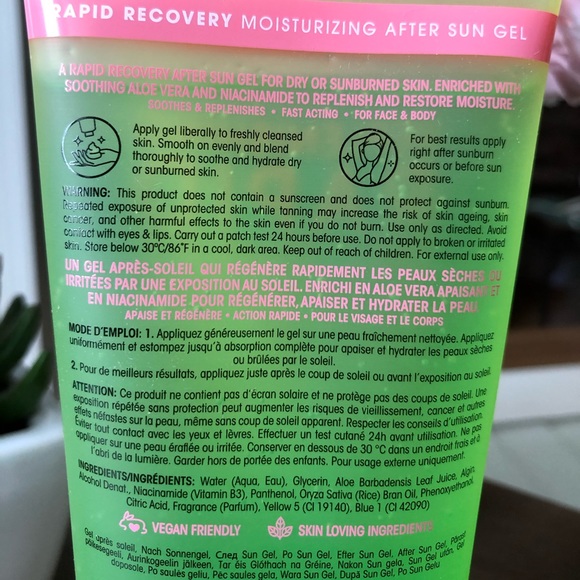 RAPID RECOVERY MOISTURIZING AFTER SUN GEL
A RAPID RECOVERY AFTER SUN GEL FOR DRY OR SUNBURNED SKIN. ENRICHED WITH
SOOTHING ALOE VERA AND NIACINAMIDE TO REPLENISH AND RESTORE MOISTURE.
SOOTHES & REPLENISHES • FAST ACTING • FOR FACE & BODY
Apply gel liberally to freshly cleansed
skin. Smooth on evenly and blend
thoroughly to soothe and hydrate dry
or sunburned skin.
For best results apply
right after sunburn
occurs or before sun
exposure.
WARNING: This product does not contain a sunscreen and does not protect against sunburn.
Repeated exposure of unprotected skin while tanning may increase the risk of skin ageing, skin
cancer, and other harmful effects to the skin even if you do not burn. Use only as directed. Avoid
contact with eyes & lips. Carry out a patch test 24 hours before use. Do not apply to broken or irritated
skin. Store below 30°C/86°F in a cool, dark area. Keep out of reach of children. For external use only.
UN GEL APRÈS-SOLEIL QUI RÉGÉNÈRE RAPIDEMENT LES PEAUX SÈCHES OU
IRRITÉES PAR UNE EXPOSITION AU SOLEIL. ENRICHI EN ALOE VERA APAISANT ET
EN NIACINAMIDE POUR RÉGÉNÉRER, APAISER ET HYDRATER LA PEAU.
APAISE ET RÉGÉNÈRE • ACTION RAPIDE • POUR LE VISAGE ET LE CORPS
MODE D'EMPLOI: 1. Appliquez généreusement le gel sur une peau fraîchement nettoyée. Appliquez
uniformément et estompez jusqu'à absorption complète pour apaiser et hydrater les peaux sèches
ou brûlées par le soleil.
2. Pour de meilleurs résultats, appliquez juste après le coup de soleil ou avant l'exposition au soleil.
ATTENTION: Ce produit ne contient pas d'écran solaire et ne protège pas des coups de soleil. Une
exposition répétée sans protection peut augmenter les risques de vieillissement, cancer et autres
effets néfastes sur la peau, même sans coup de soleil apparent. Respecter les conseils d'utilisation.
Éviter tout contact avec les yeux et lèvres. Effectuer un test cutané 24h avant utilisation. Ne pas
appliquer sur une peau éraflée ou irritée. Conserver en dessous de 30 °C dans un endroit frais et à
l'abri de la lumière. Garder hors de portée des enfants. Pour usage externe uniquement.
INGREDIENTS/INGRÉDIENTS: Water (Aqua, Eau), Glycerin, Aloe Barbadensis Leaf Juice, Algin,
Alcohol Denat., Niacinamide (Vitamin B3), Panthenol, Oryza Sativa (Rice) Bran Oil, Phenoxyethanol,
Citric Acid, Fragrance (Parfum), Yellow 5 (CI 19140), Blue 1 (CI 42090)
VEGAN FRIENDLY SKIN LOVING INGREDIENTS
Gel après soleil, Nach Sonnengel, След Sun Gel, Po Sun Gel, Efter Sun Gel, After Sun Gel, Pärast
päikesegeeli, Aurinkogeelin jälkeen, Tar éis Glóthach na Gréine, Nakon Sun gela, Sun Gel után, Gel
doposole, Po saulės geliu, Pēc saules gela, Wara Sun Gel, După Sun Gel, Po Sun Gelu